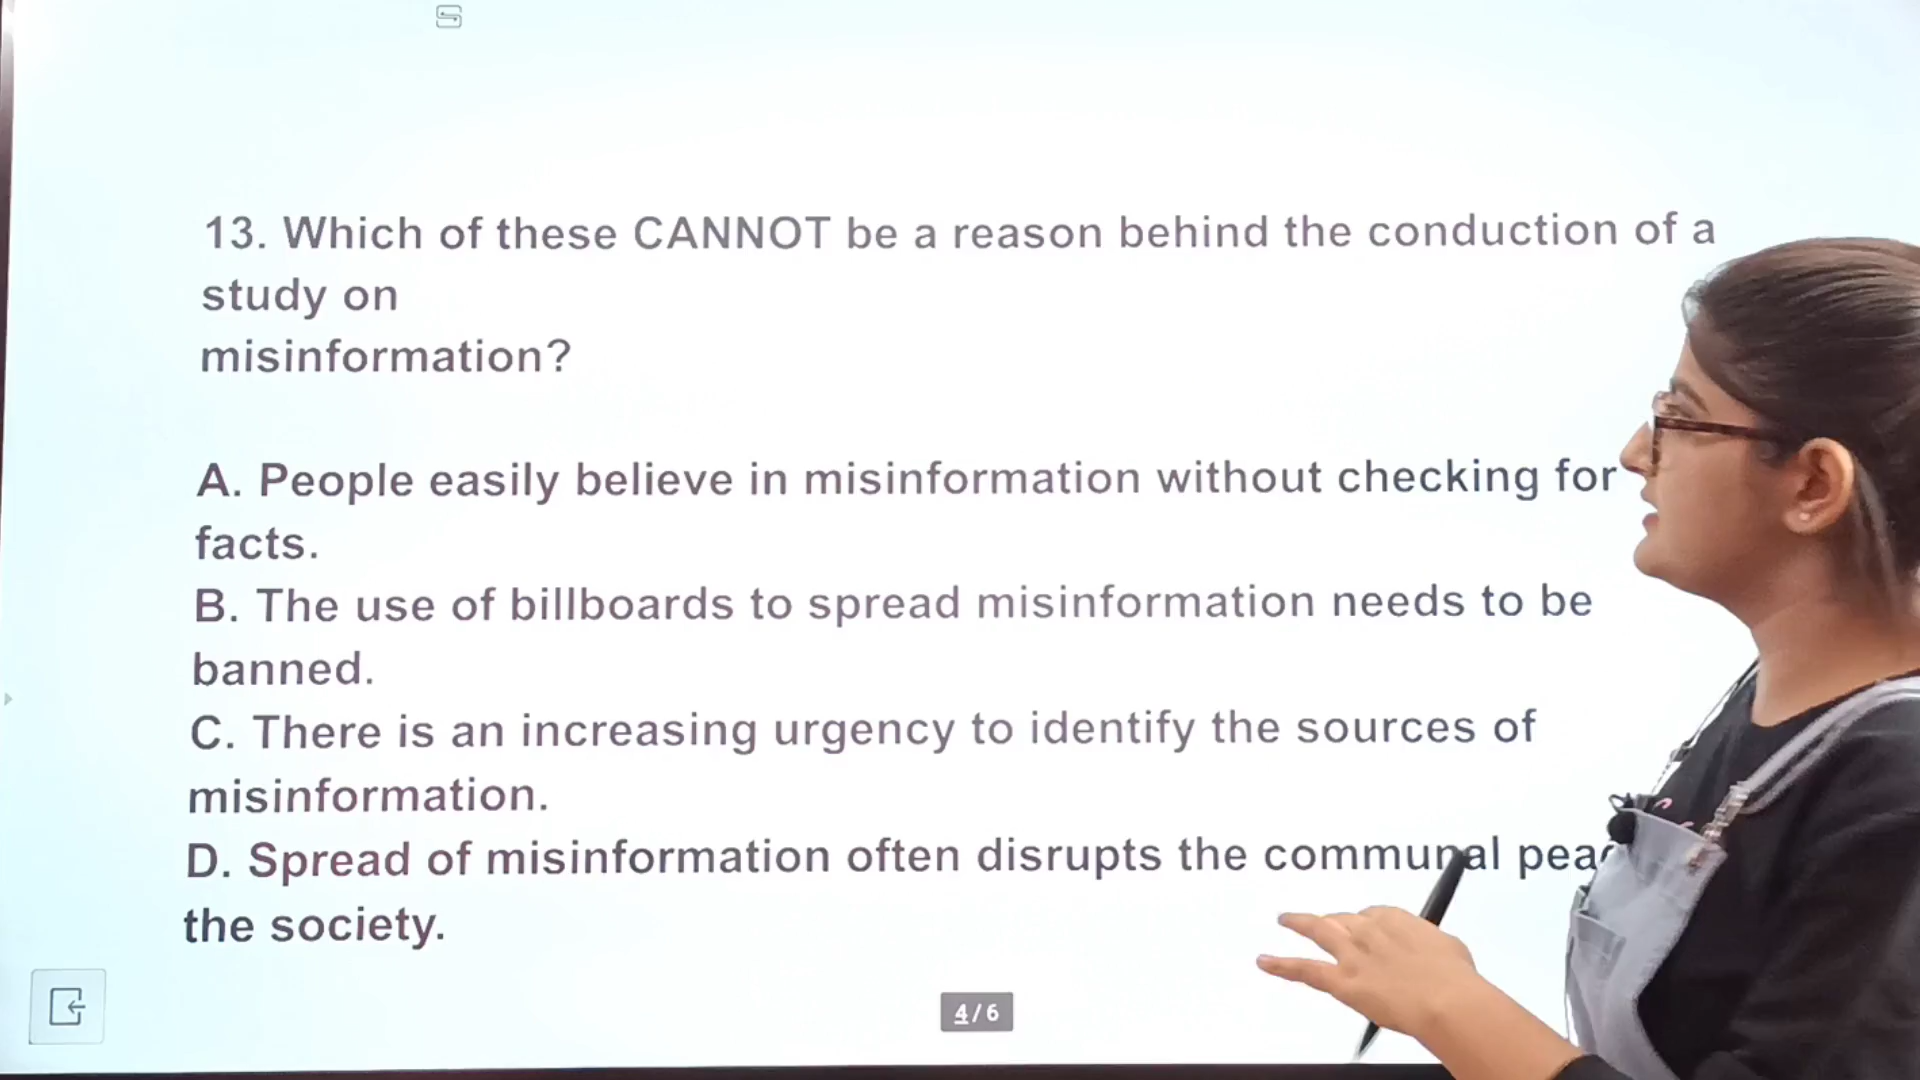 13. Which of these CANNOT be a reason behind the conduction of a
study on
misinformation?
A. People easily believe in misinformation without checking for
facts.
B. The use of billboards to spread misinformation needs to be
banned.
C. There is an increasing urgency to identify the sources of
misinformation.
D. Spread of misinformation often disrupts the communal
the society.
4/6